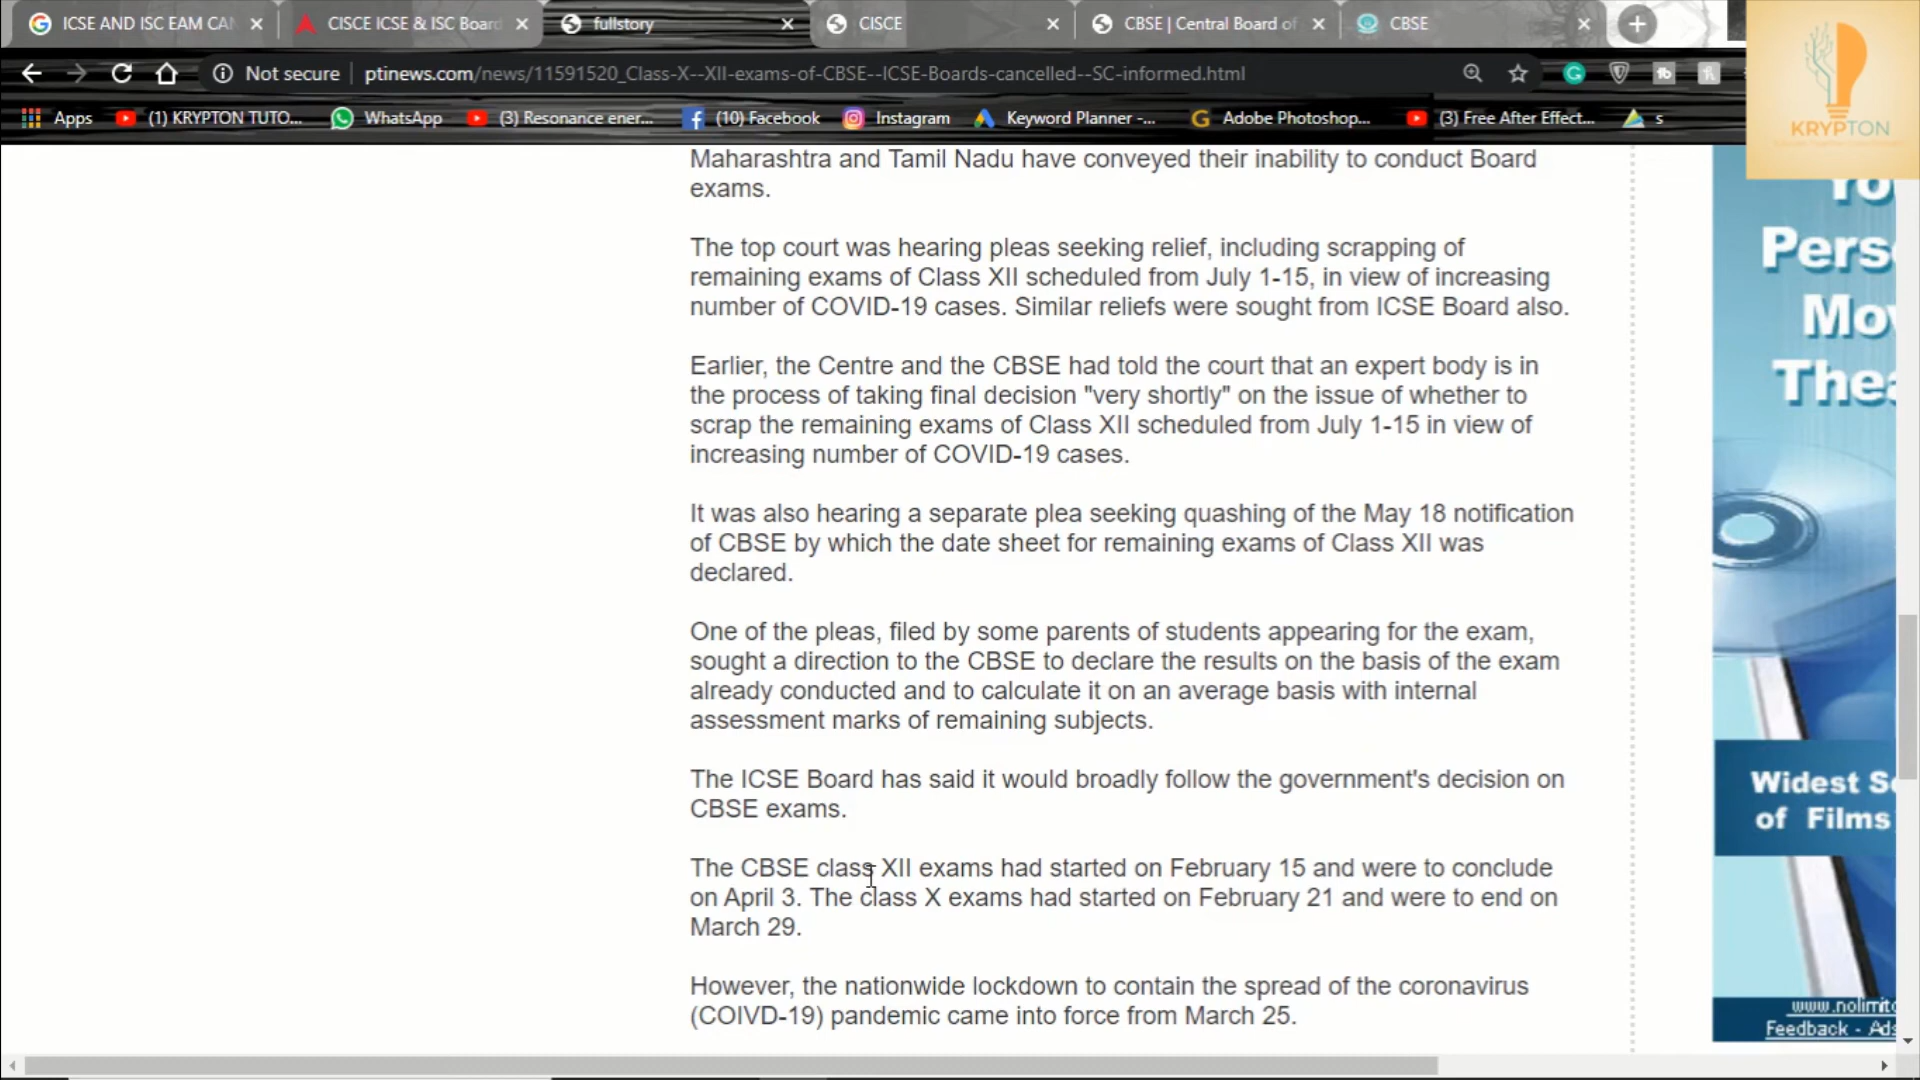 ICSE AND ISC EAM CAN
CISCE ICSE & ISC Board
fullstory
CISCE
CBSE | Central Board of
CBSE
Not secure
ptinews.com/news/11591520_Class-X--XII-exams-of-CBSE--ICSE-Boards-cancelled--SC-informed.html
Apps
(1) KRYPTON TUTO...
WhatsApp
(3) Resonance ener...
(10) Facebook
Instagram
Keyword Planner -...
Adobe Photoshop...
(3) Free After Effect...
s
KRYPTON
Maharashtra and Tamil Nadu have conveyed their inability to conduct Board
exams.
The top court was hearing pleas seeking relief, including scrapping of
remaining exams of Class XII scheduled from July 1-15, in view of increasing
number of COVID-19 cases. Similar reliefs were sought from ICSE Board also.
Earlier, the Centre and the CBSE had told the court that an expert body is in
the process of taking final decision "very shortly" on the issue of whether to
scrap the remaining exams of Class XII scheduled from July 1-15 in view of
increasing number of COVID-19 cases.
It was also hearing a separate plea seeking quashing of the May 18 notification
of CBSE by which the date sheet for remaining exams of Class XII was
declared.
One of the pleas, filed by some parents of students appearing for the exam,
sought a direction to the CBSE to declare the results on the basis of the exam
already conducted and to calculate it on an average basis with internal
assessment marks of remaining subjects.
The ICSE Board has said it would broadly follow the government's decision on
CBSE exams.
The CBSE class XII exams had started on February 15 and were to conclude
on April 3. The class X exams had started on February 21 and were to end on
March 29.
However, the nationwide lockdown to contain the spread of the coronavirus
(COIVD-19) pandemic came into force from March 25.
Yo
Pers
Mo
Thea
Widest S
of Films
www.nolimit
Feedback - Ads